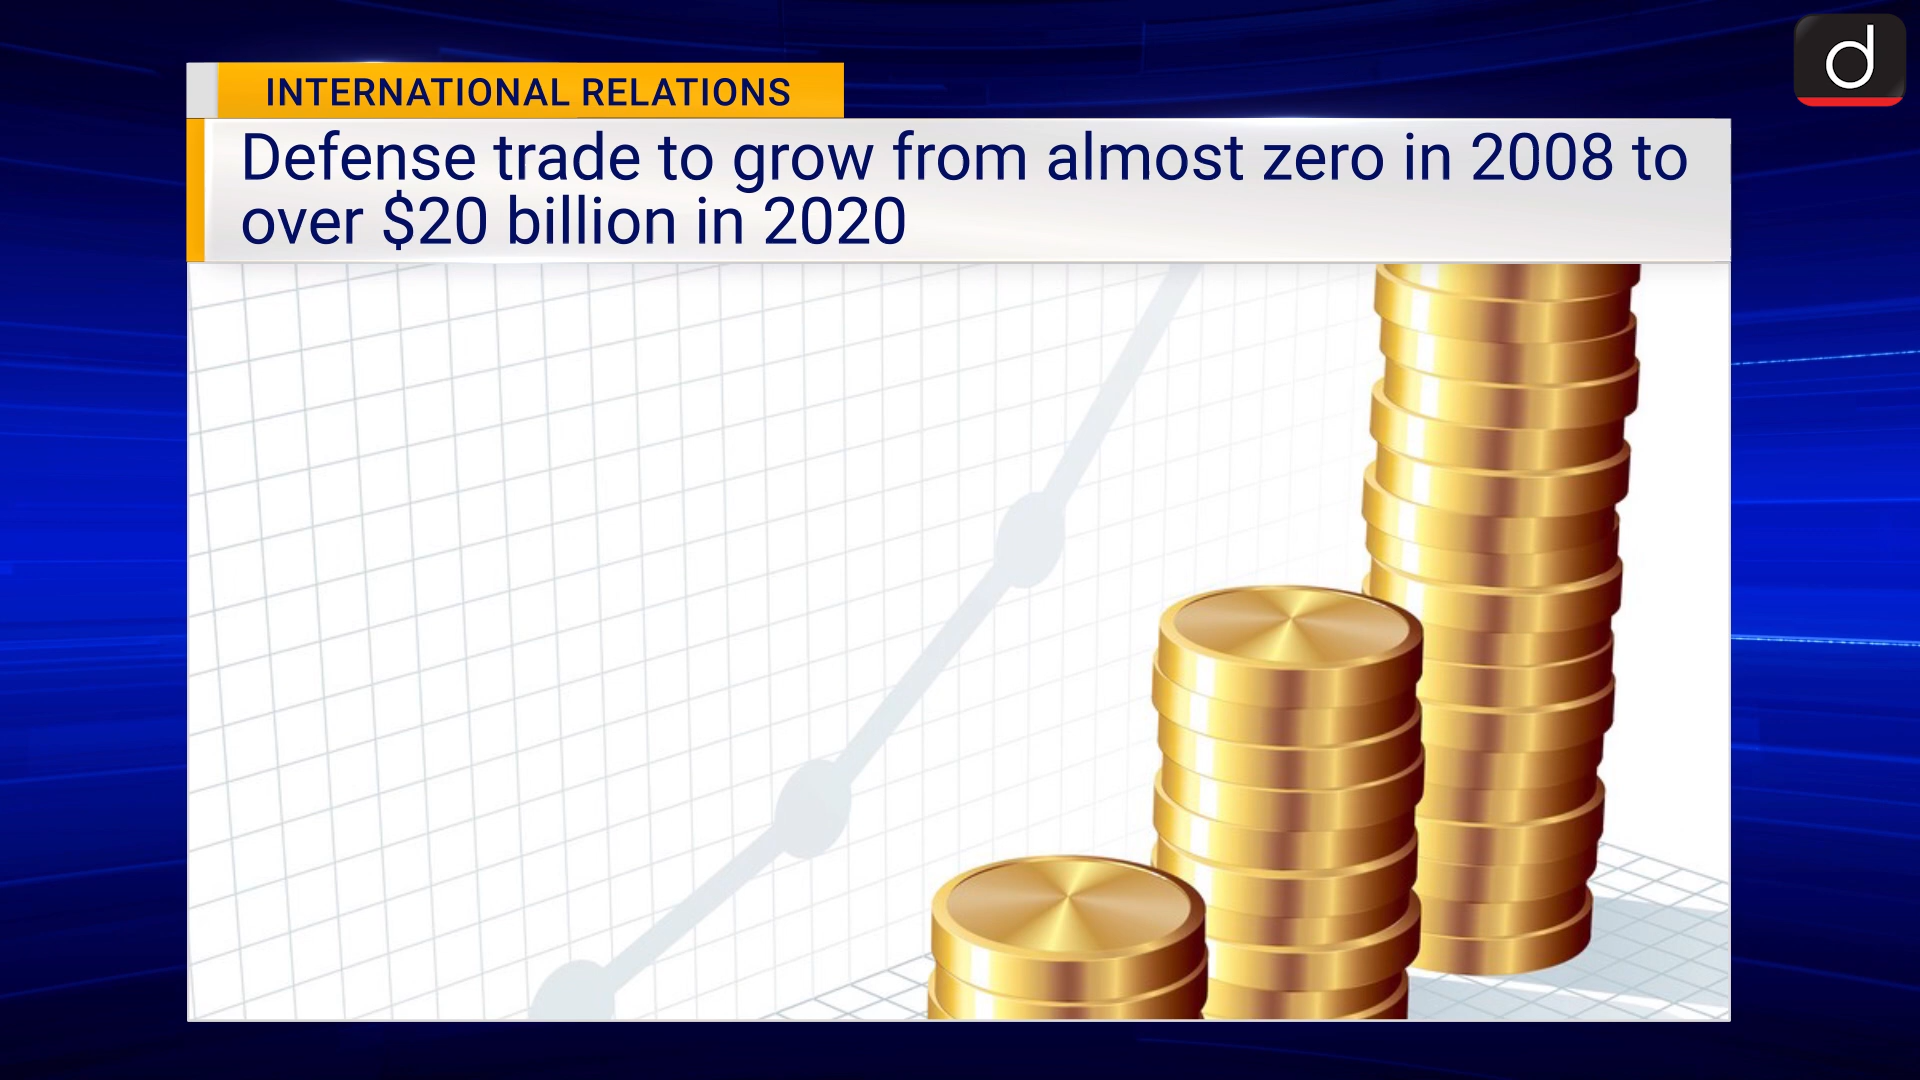 INTERNATIONAL RELATIONS
d
Defense trade to grow from almost zero in 2008 to
over $20 billion in 2020